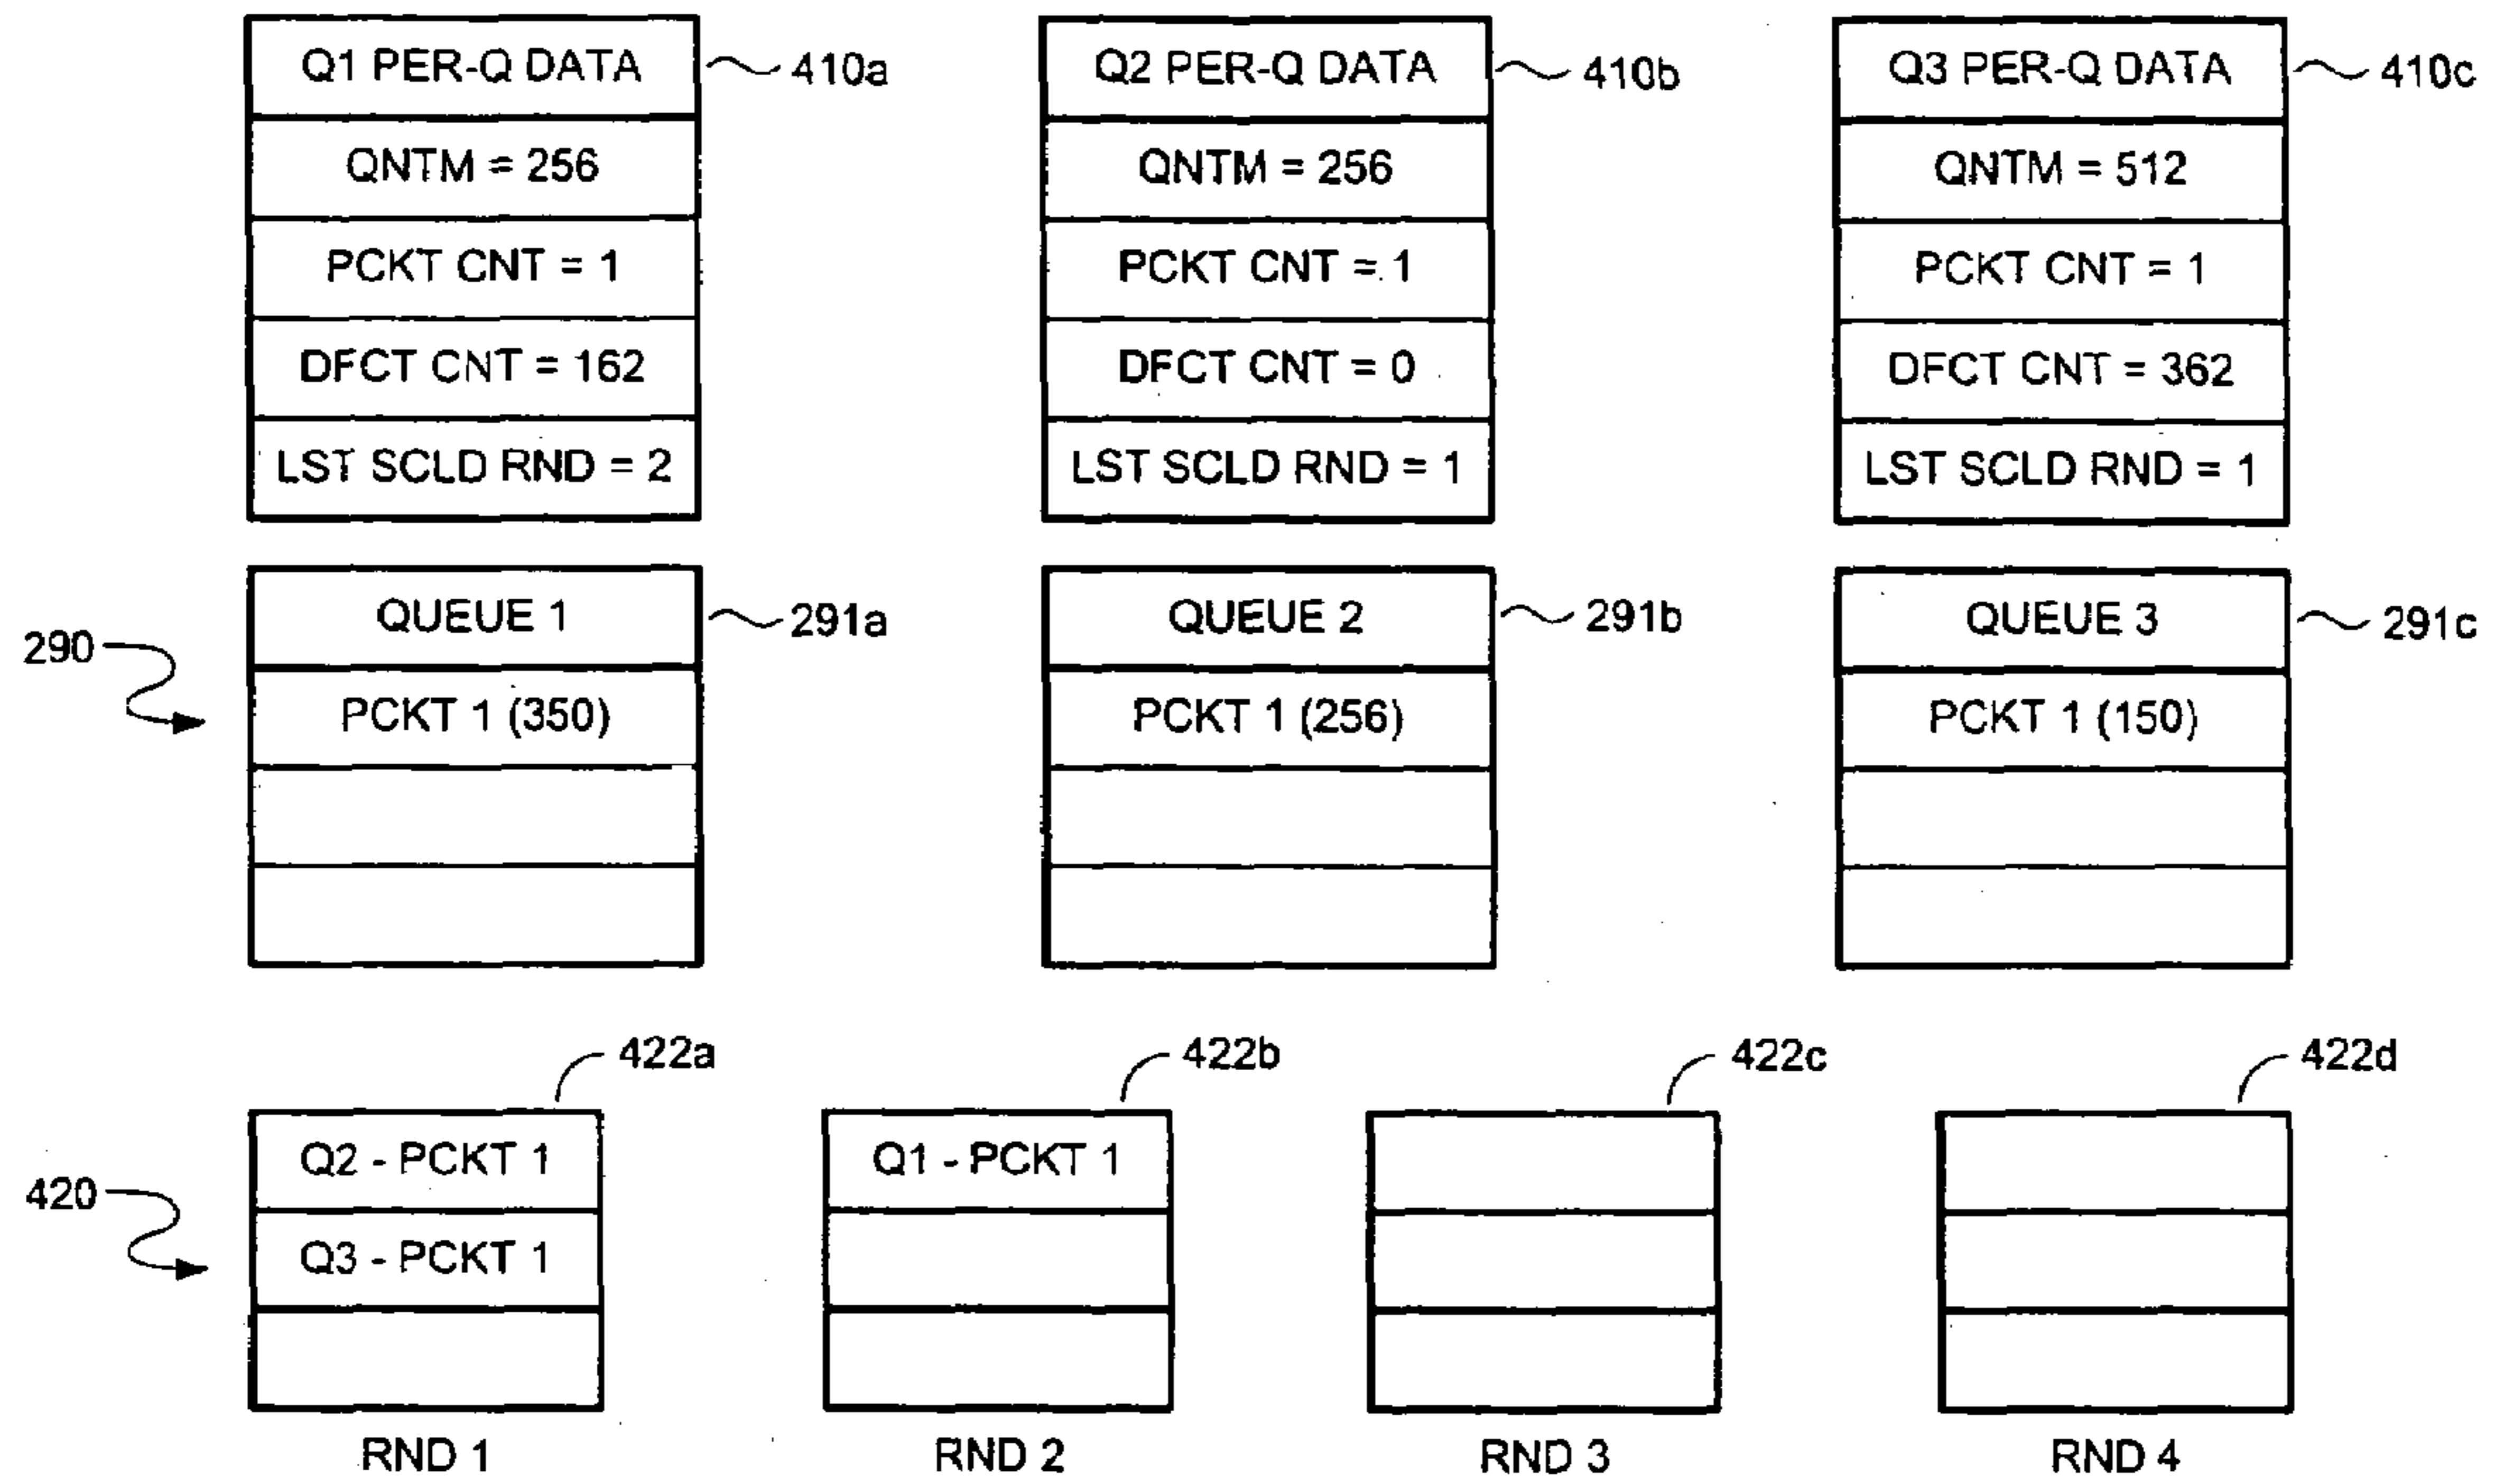 Q1 PER-Q DATA
410a
QNTM = 256
PCKT CNT = 1
DFCT CNT = 162
LST SCLD RND = 2
Q2 PER-Q DATA
410b
QNTM = 256
PCKT CNT = 1
DFCT CNT = 0
LST SCLD RND = 1
Q3 PER-Q DATA
410c
QNTM = 512
PCKT CNT = 1
DFCT CNT = 362
LST SCLD RND = 1
290
QUEUE 1
291a
PCKT 1 (350)
QUEUE 2
291b
PCKT 1 (256)
QUEUE 3
291c
PCKT 1 (150)
420
422a
Q2 - PCKT 1
Q3 - PCKT 1
RND 1
422b
Q1 - PCKT 1
RND 2
422c
RND 3
422d
RND 4